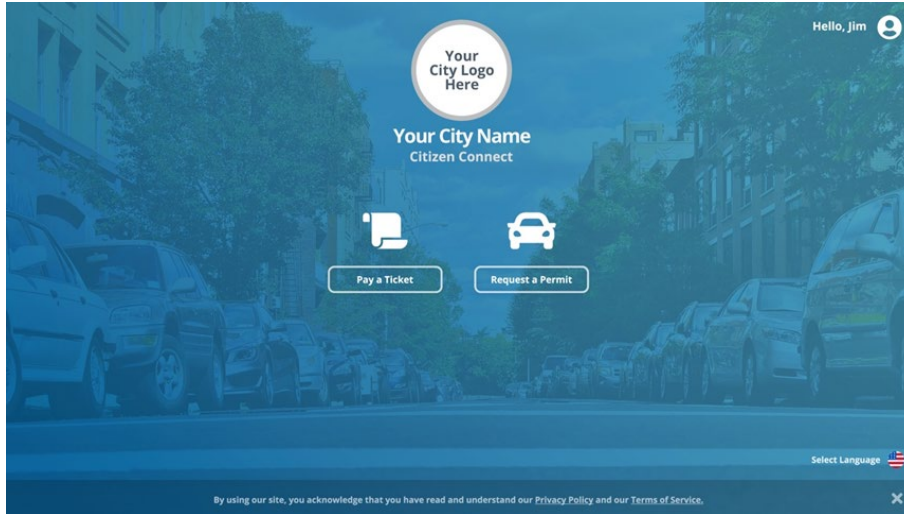 Hello, Jim
Your
City Logo
Here
Your City Name
Citizen Connect
Pay a Ticket
Request a Permit
Select Language
By using our site, you acknowledge that you have read and understand our Privacy Policy and our Terms of Service.